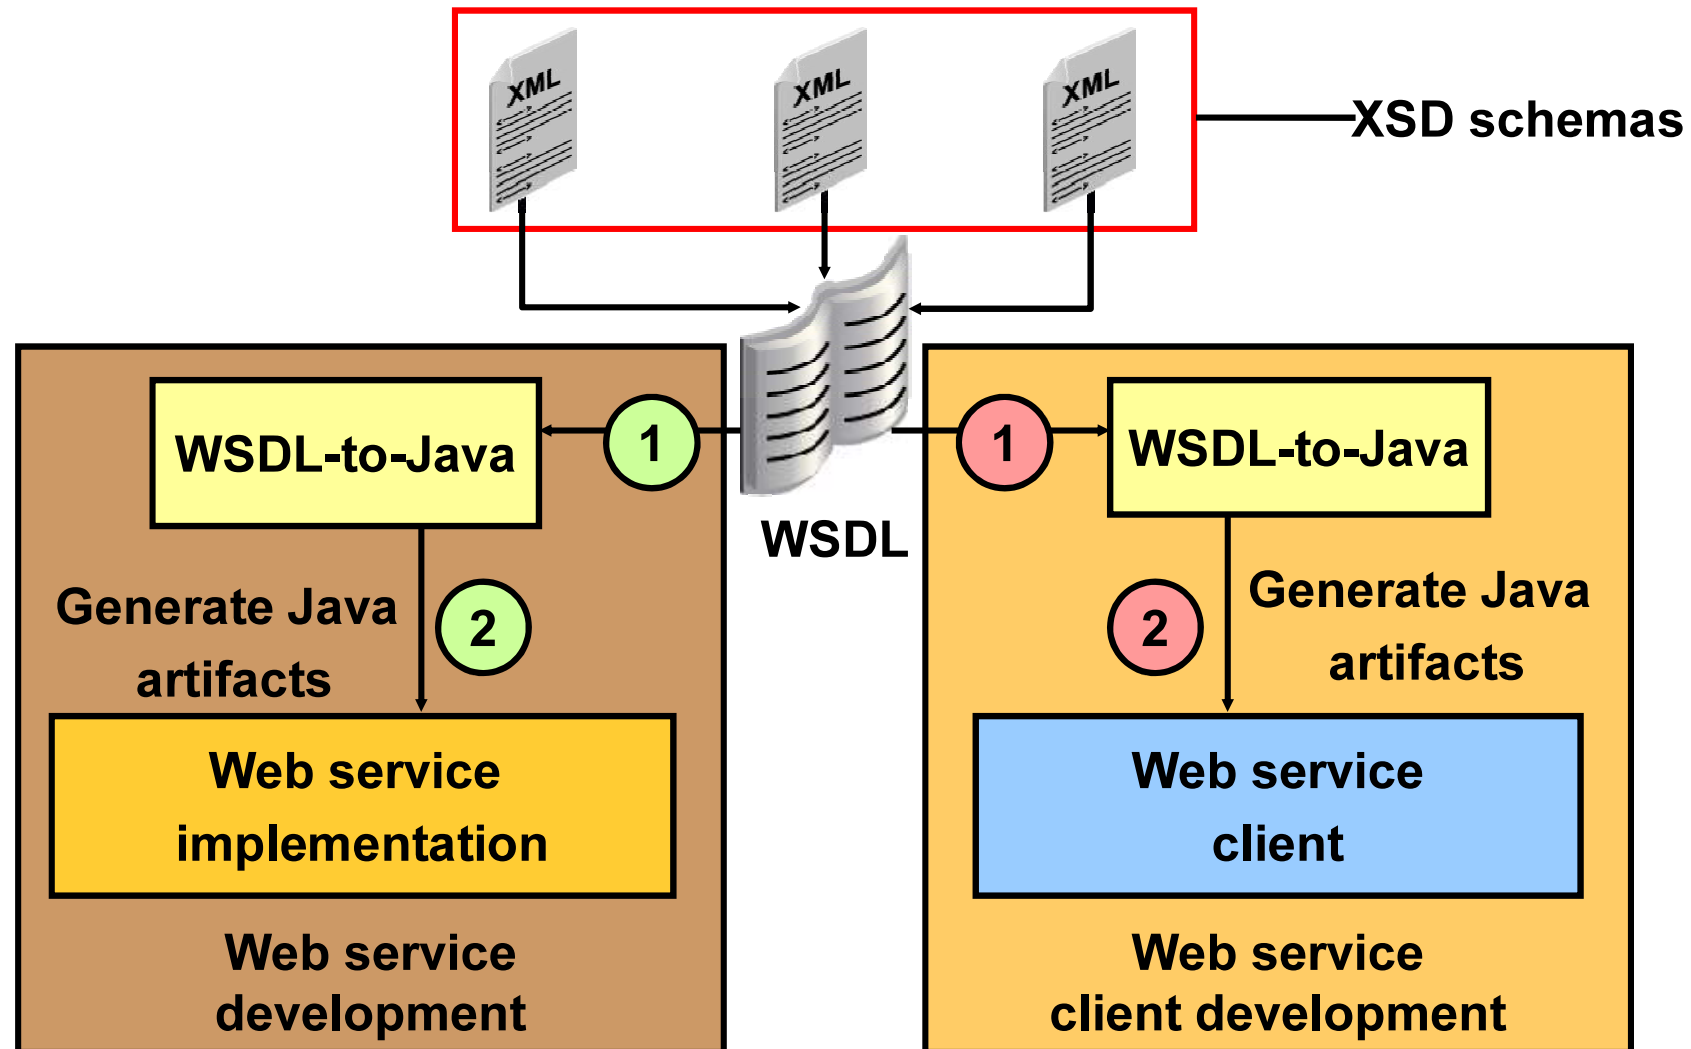 XML
XML
XML
XSD schemas
WSDL-to-Java
1
1
WSDL-to-Java
WSDL
Generate Java
artifacts
2
2
Generate Java
artifacts
Web service
implementation
Web service
client
Web service
development
Web service
client development